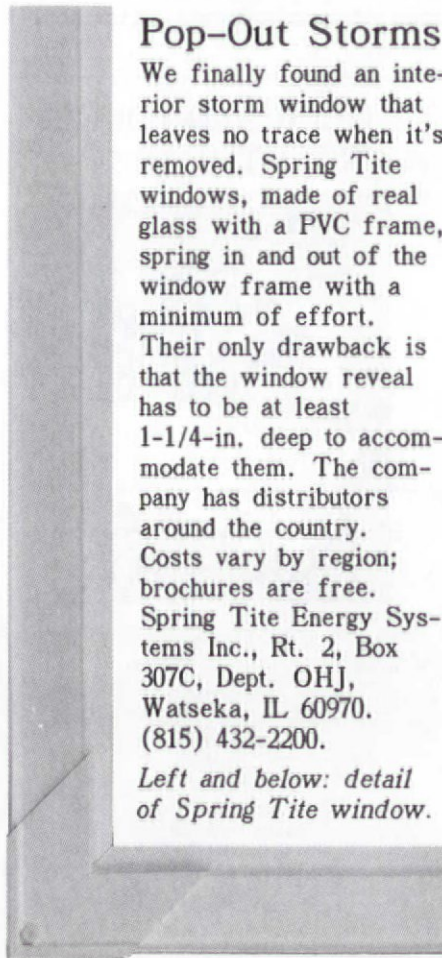 Pop-Out Storms
We finally found an inte-
rior storm window that
leaves no trace when it's
removed. Spring Tite
windows, made of real
glass with a PVC frame,
spring in and out of the
window frame with a
minimum of effort.
Their only drawback is
that the window reveal
has to be at least
1-1/4-in. deep to accom-
modate them. The com-
pany has distributors
around the country.
Costs vary by region;
brochures are free.
Spring Tite Energy Sys-
tems Inc., Rt. 2, Box
307C, Dept. OHJ,
Watseka, IL 60970.
(815) 432-2200.
Left and below: detail
of Spring Tite window.